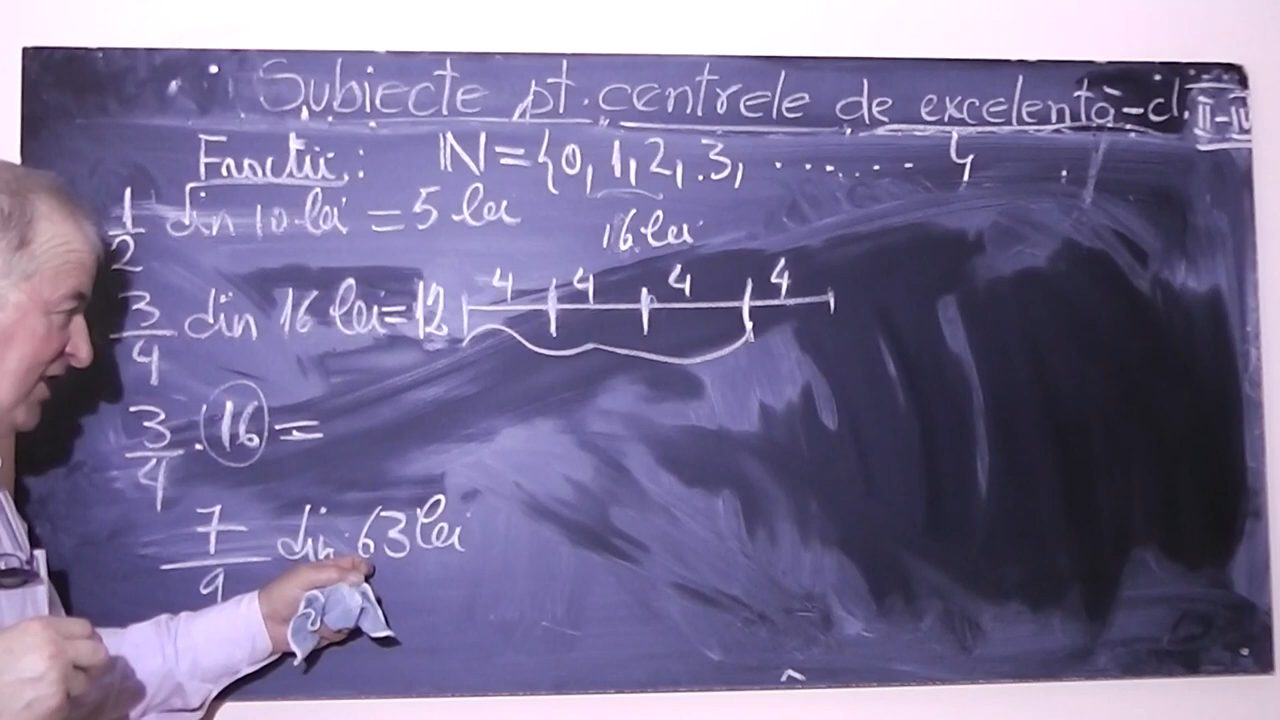 Subiecte pt. centrele de excelență-cl. II-IV
Fracții: N={0, 1, 2, 3, ....... }
1/2 din 10 lei = 5 lei
16 lei
4 4 4 4
3/4 din 16 lei=12
3/4 . 16 =
7/9 din 63 lei